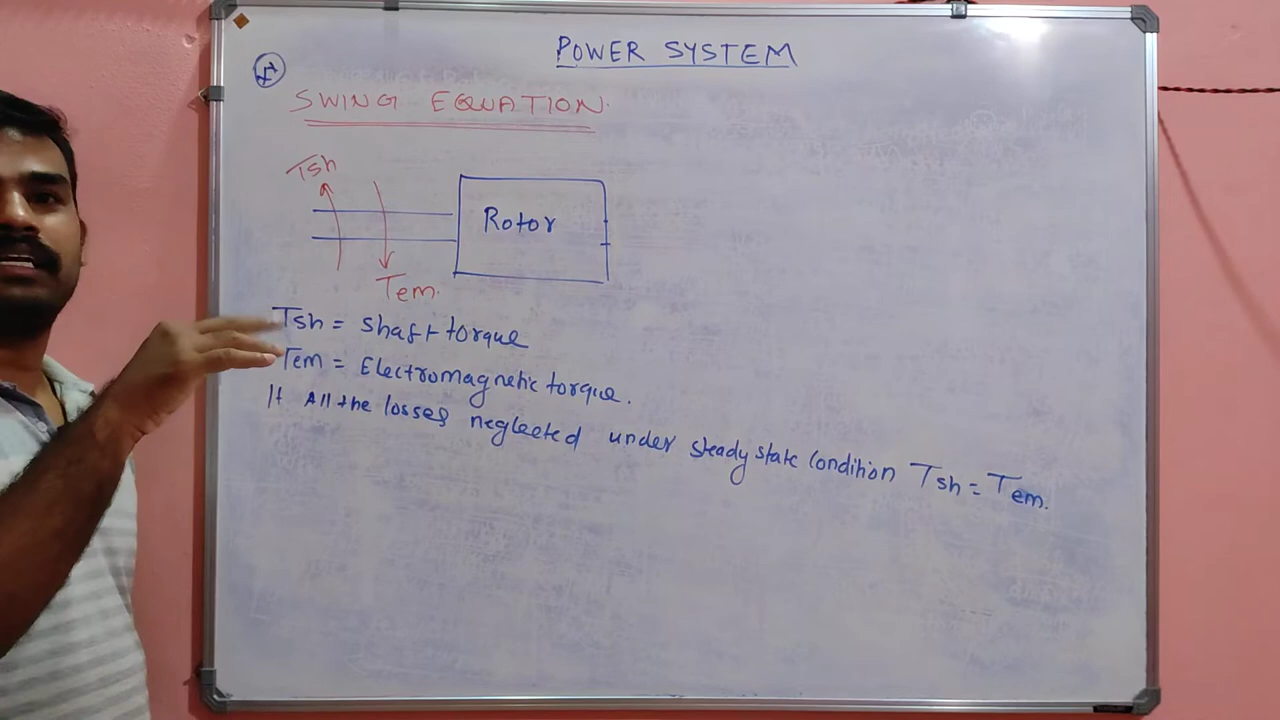 POWER SYSTEM
SWING EQUATION.
Tsh
Rotor
Tem.
Tsh = shaft torque
Tem = Electromagnetic torque.
If All the losses neglected under steady state condition Tsh = Tem.